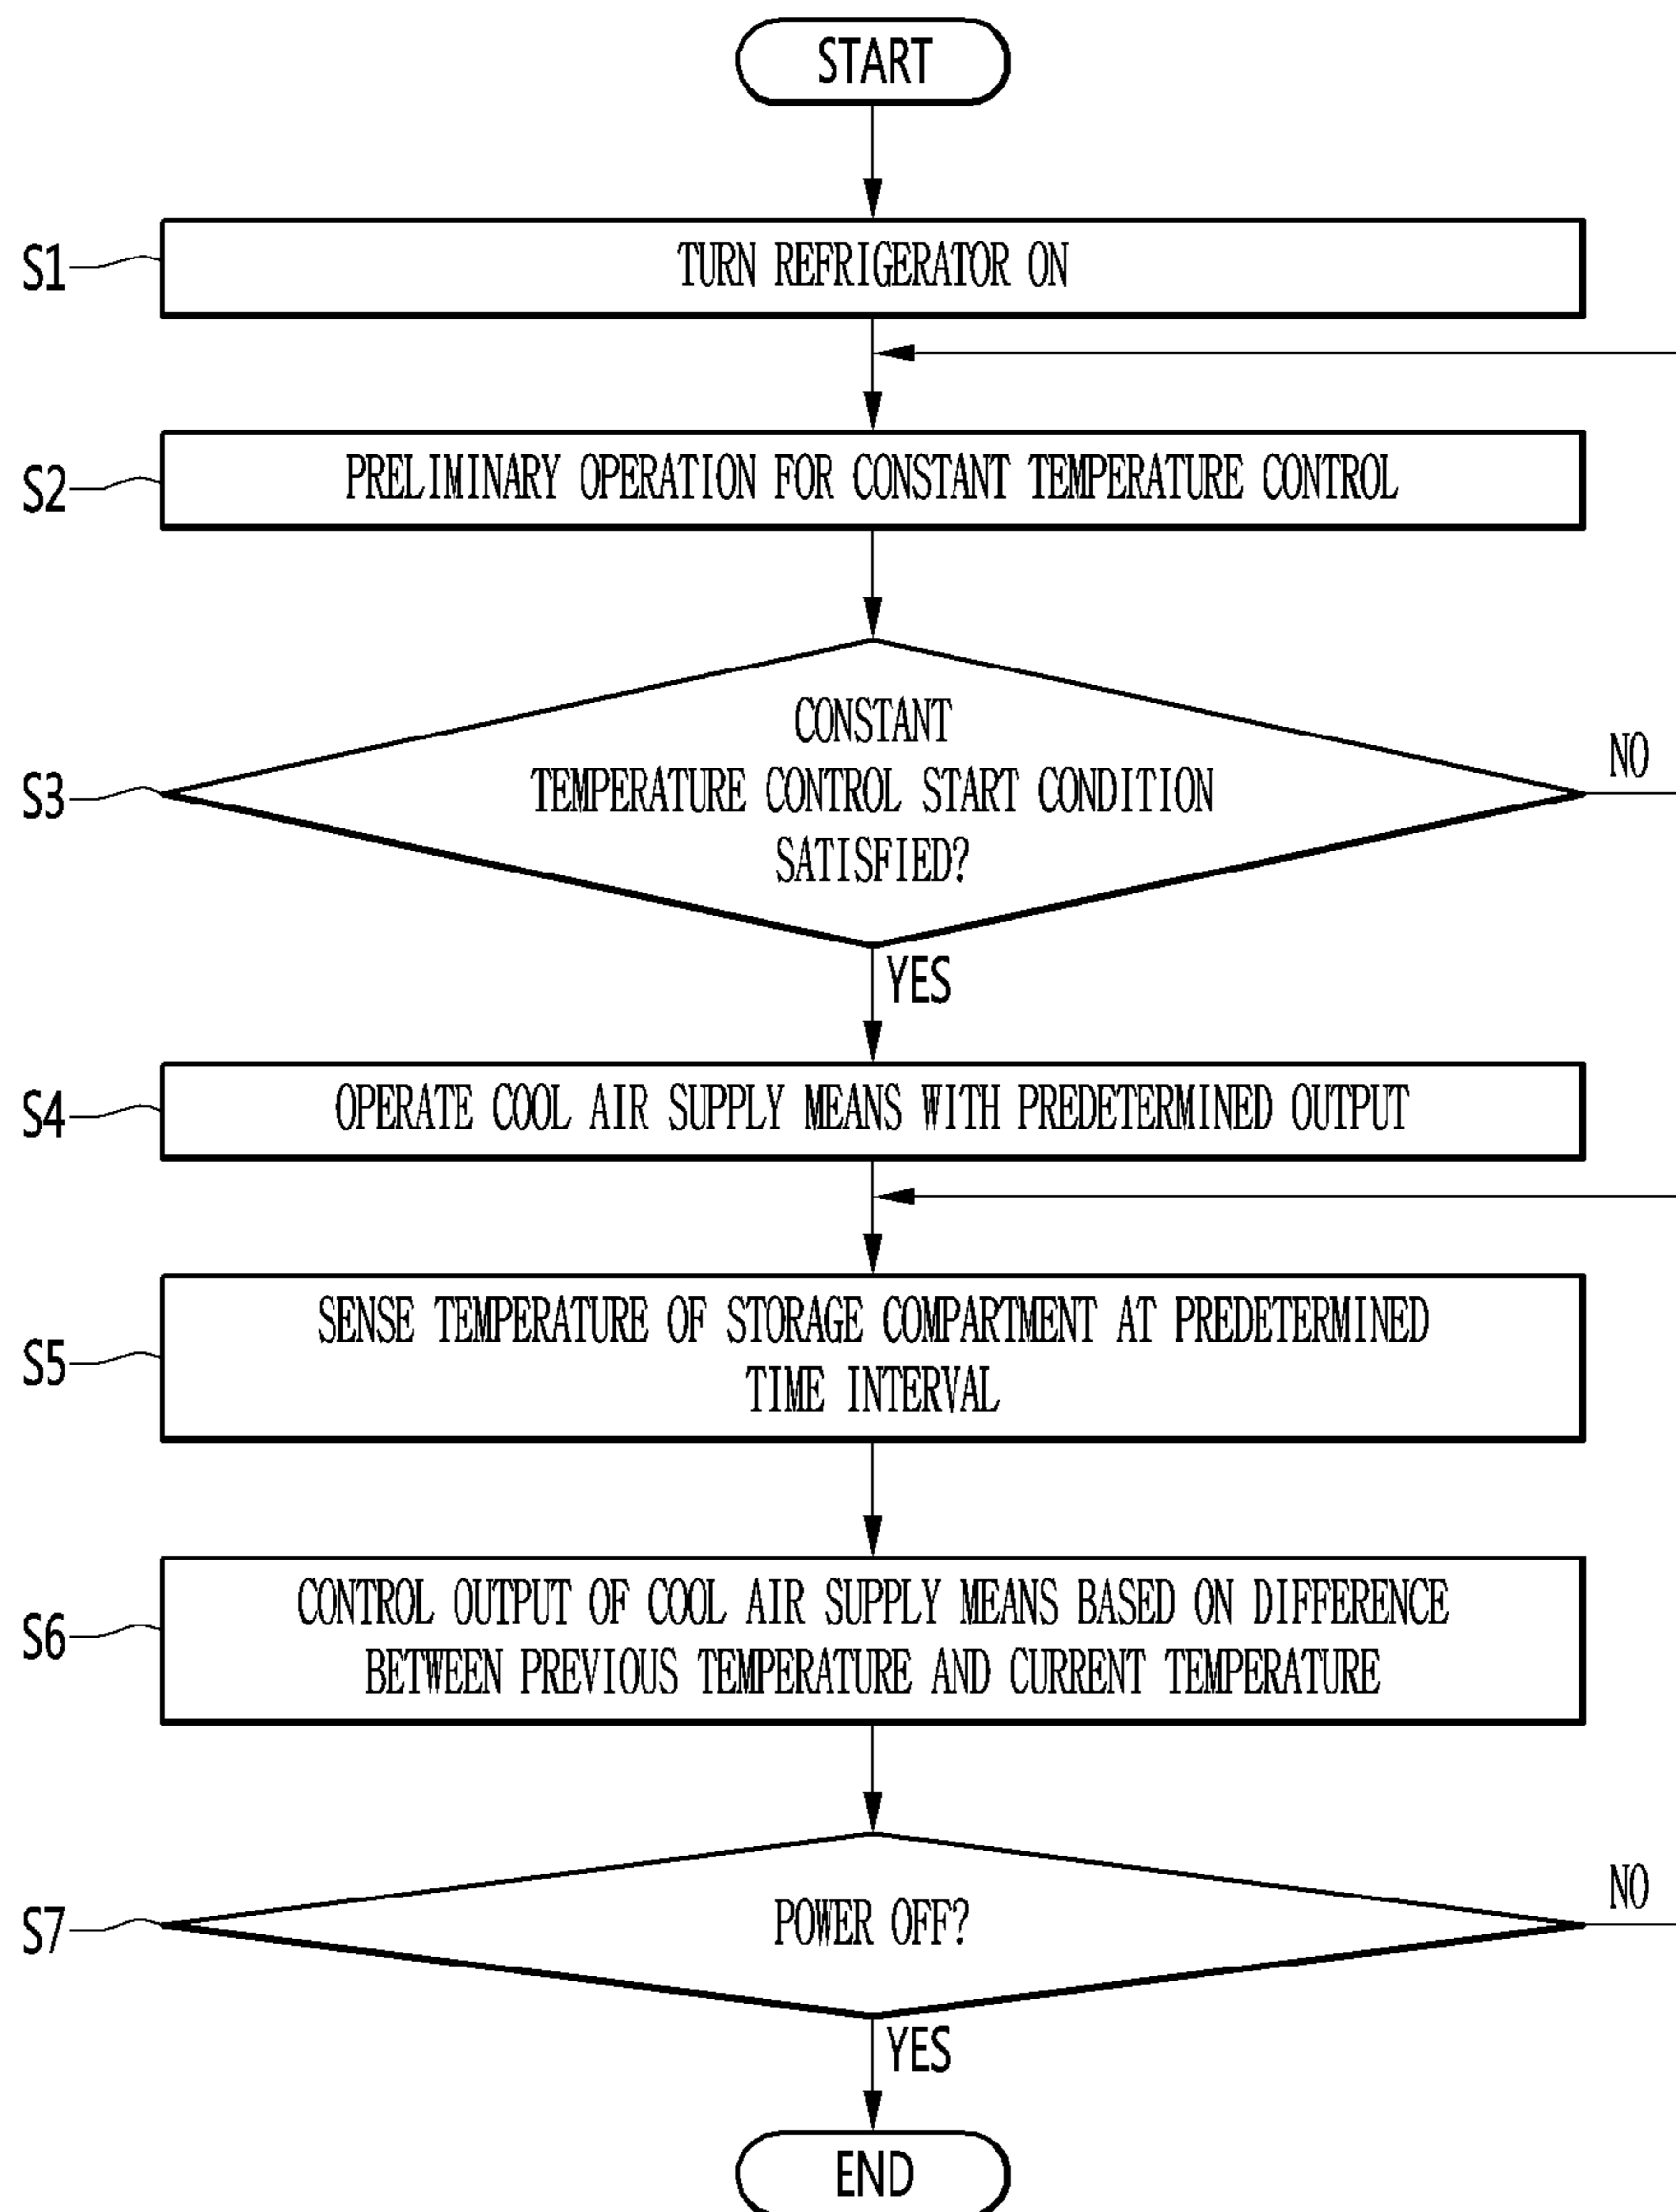 START
S1
TURN REFRIGERATOR ON
S2
PRELIMINARY OPERATION FOR CONSTANT TEMPERATURE CONTROL
S3
CONSTANT
TEMPERATURE CONTROL START CONDITION
SATISFIED?
NO
YES
S4
OPERATE COOL AIR SUPPLY MEANS WITH PREDETERMINED OUTPUT
S5
SENSE TEMPERATURE OF STORAGE COMPARTMENT AT PREDETERMINED
TIME INTERVAL
S6
CONTROL OUTPUT OF COOL AIR SUPPLY MEANS BASED ON DIFFERENCE
BETWEEN PREVIOUS TEMPERATURE AND CURRENT TEMPERATURE
S7
POWER OFF?
NO
YES
END